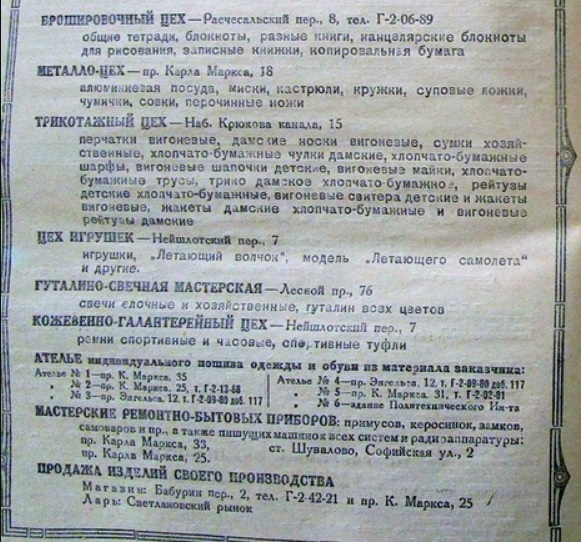 БРОШИРОВОЧНЫЙ ЦЕХ — Расчесальский пер., 8, тел. Г-2-06-89
общие тетради, блокноты, разные книги, канцелярские блокноты
для рисования, записные книжки, копировальная бумага
МЕТАЛЛО-ЦЕХ — пр. Карла Маркса, 18
алюминиевая посуда, миски, кастрюли, кружки, суповые ложки,
чумички, совки, перочинные ножи
ТРИКОТАЖНЫЙ ЦЕХ — Наб. Крюкова канала, 15
перчатки вигоневые, дамские носки вигоневые, сумки хозяй-
ственные, хлопчато-бумажные чулки дамские, хлопчато-бумажные
шарфы, вигоневые шапочки детские, вигоневые майки, хлопчато-
бумажные трусы, трико дамское хлопчато-бумажное, рейтузы
детские хлопчато-бумажные, вигоневые свитера детские и жакеты
вигоневые, жакеты дамские хлопчато-бумажные и вигоневые
рейтузы дамские
ЦЕХ ИГРУШЕК — Нейшлотский пер., 7
игрушки, „Летающий волчок", модель „Летающего самолета"
и другие.
ГУТАЛИНО-СВЕЧНАЯ МАСТЕРСКАЯ — Лесной пр., 76
свечи елочные и хозяйственные, гуталин всех цветов
КОЖЕВЕННО-ГАЛАНТЕРЕЙНЫЙ ЦЕХ — Нейшлотский пер., 7
ремни спортивные и часовые, спортивные туфли
АТЕЛЬЕ индивидуального пошива одежды и обуви из материала заказчика:
Ателье № 1—пр. К. Маркса, 35
„ № 2—пр. К. Маркса, 25, т. Г-2-13-58
„ № 3—пр. Энгельса, 12, т. Г-2-09-80 доб. 117
Ателье № 4—пр. Энгельса, 12, т. Г-2-09-80 доб. 117
„ № 5—пр. К. Маркса, 31, т. Г-2-02-81
„ № 6—здание Политехнического Ин-та
МАСТЕРСКИЕ РЕМОНТНО-БЫТОВЫХ ПРИБОРОВ: примусов, керосинок, замков,
самоваров и пр., а также пишущих машинок всех систем и радиоаппаратуры:
пр. Карла Маркса, 33, ст. Шувалово, Софийская ул., 2
пр. Карла Маркса, 25.
ПРОДАЖА ИЗДЕЛИЙ СВОЕГО ПРОИЗВОДСТВА
Магазин: Бабурин пер., 2, тел. Г-2-42-21 и пр. К. Маркса, 25
Ларь: Светлановский рынок